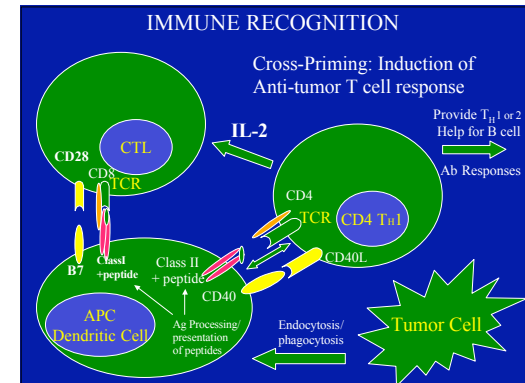 IMMUNE RECOGNITION
Cross-Priming: Induction of
Anti-tumor T cell response
Provide TH1 or 2
Help for B cell
Ab Responses
IL-2
CTL
CD28
CD8
TCR
CD4
TCR
CD4 TH1
CD40L
B7
ClassI
+peptide
Class II
+ peptide
CD40
APC
Dendritic Cell
Ag Processing/
presentation
of peptides
Endocytosis/
phagocytosis
Tumor Cell